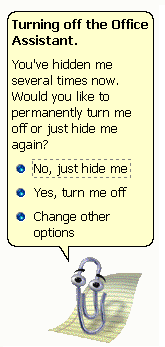 Turning off the Office
Assistant.
You've hidden me
several times now.
Would you like to
permanently turn me
off or just hide me
again?
No, just hide me
Yes, turn me off
Change other
options